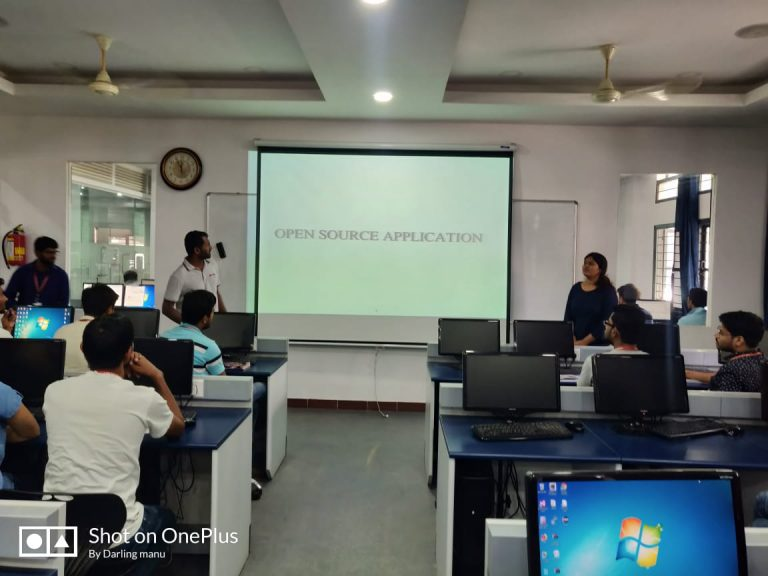 OPEN SOURCE APPLICATION
Shot on OnePlus
By Darling manu